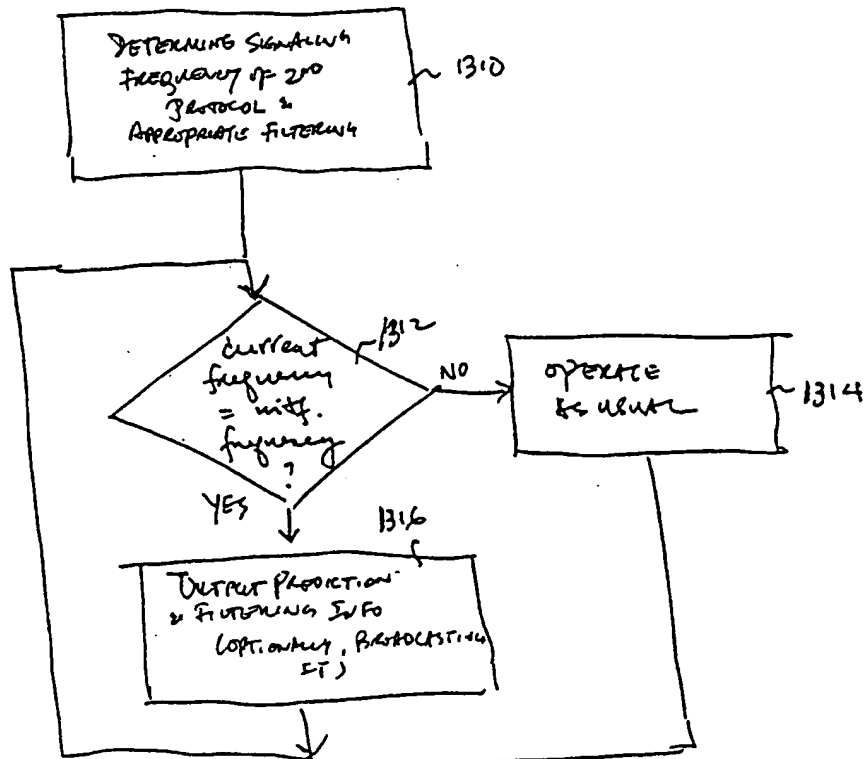 DETERMINE SIGNALING
FREQUENCY OF 2ND
PROTOCOL &
APPROPRIATE FILTERING
1310
current
frequency
= intf.
frequency
?
1312
NO
OPERATE
AS USUAL
1314
YES
1316
OUTPUT PREDICTION
& FILTERING INFO
(OPTIONALLY, BROADCASTING
IT)